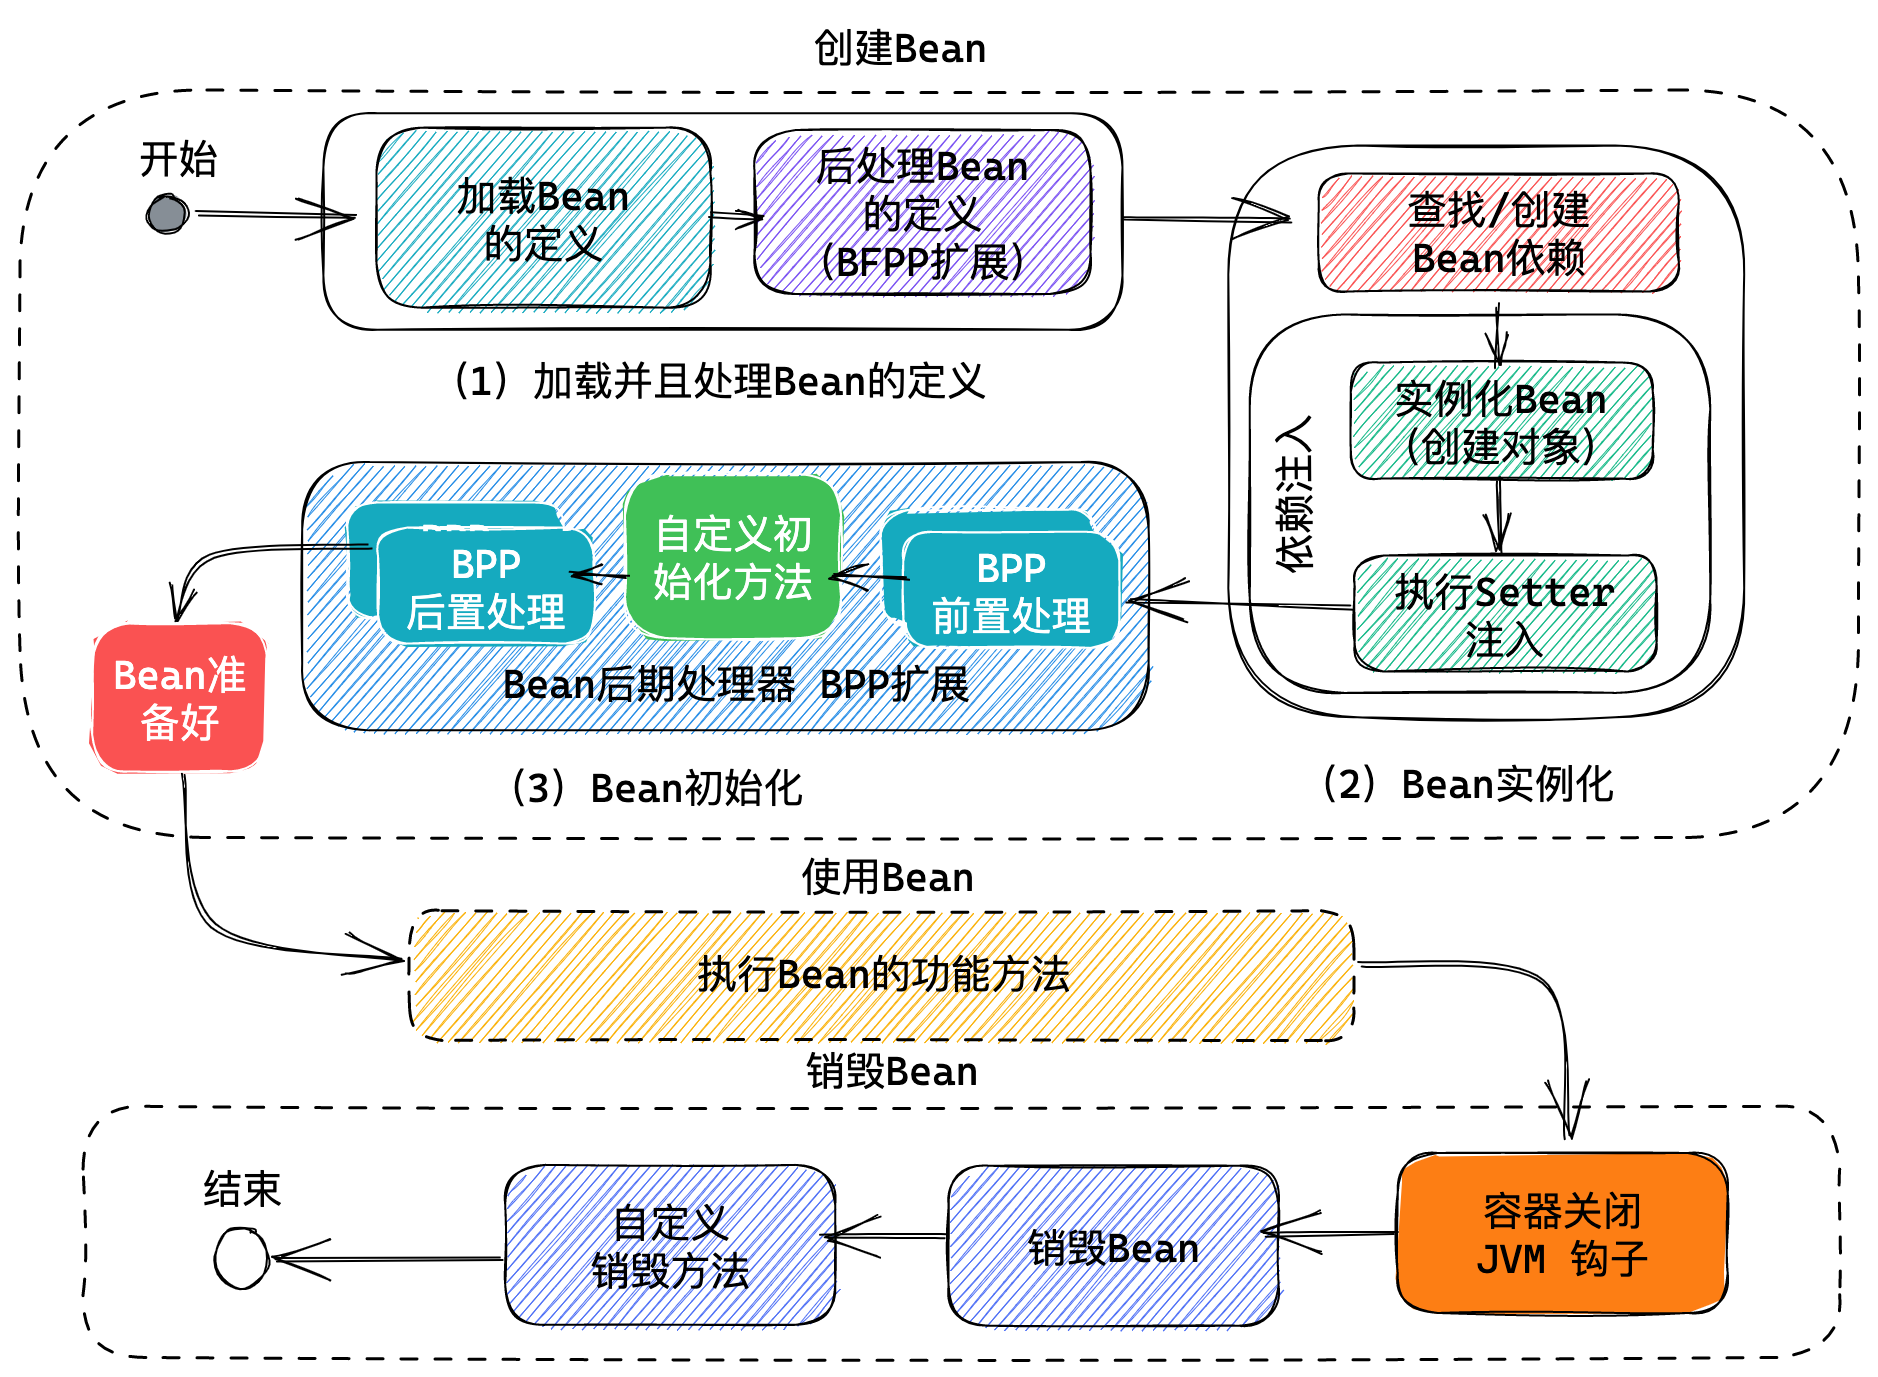 创建Bean
开始
加载Bean
的定义
后处理Bean
的定义
(BFPP扩展)
(1) 加载并且处理Bean的定义
查找/创建
Bean依赖
依赖注入
实例化Bean
(创建对象)
执行Setter
注入
(2) Bean实例化
BPP
前置处理
自定义初
始化方法
BPP
后置处理
Bean后期处理器 BPP扩展
(3) Bean初始化
Bean准
备好
使用Bean
执行Bean的功能方法
销毁Bean
容器关闭
JVM 钩子
销毁Bean
自定义
销毁方法
结束